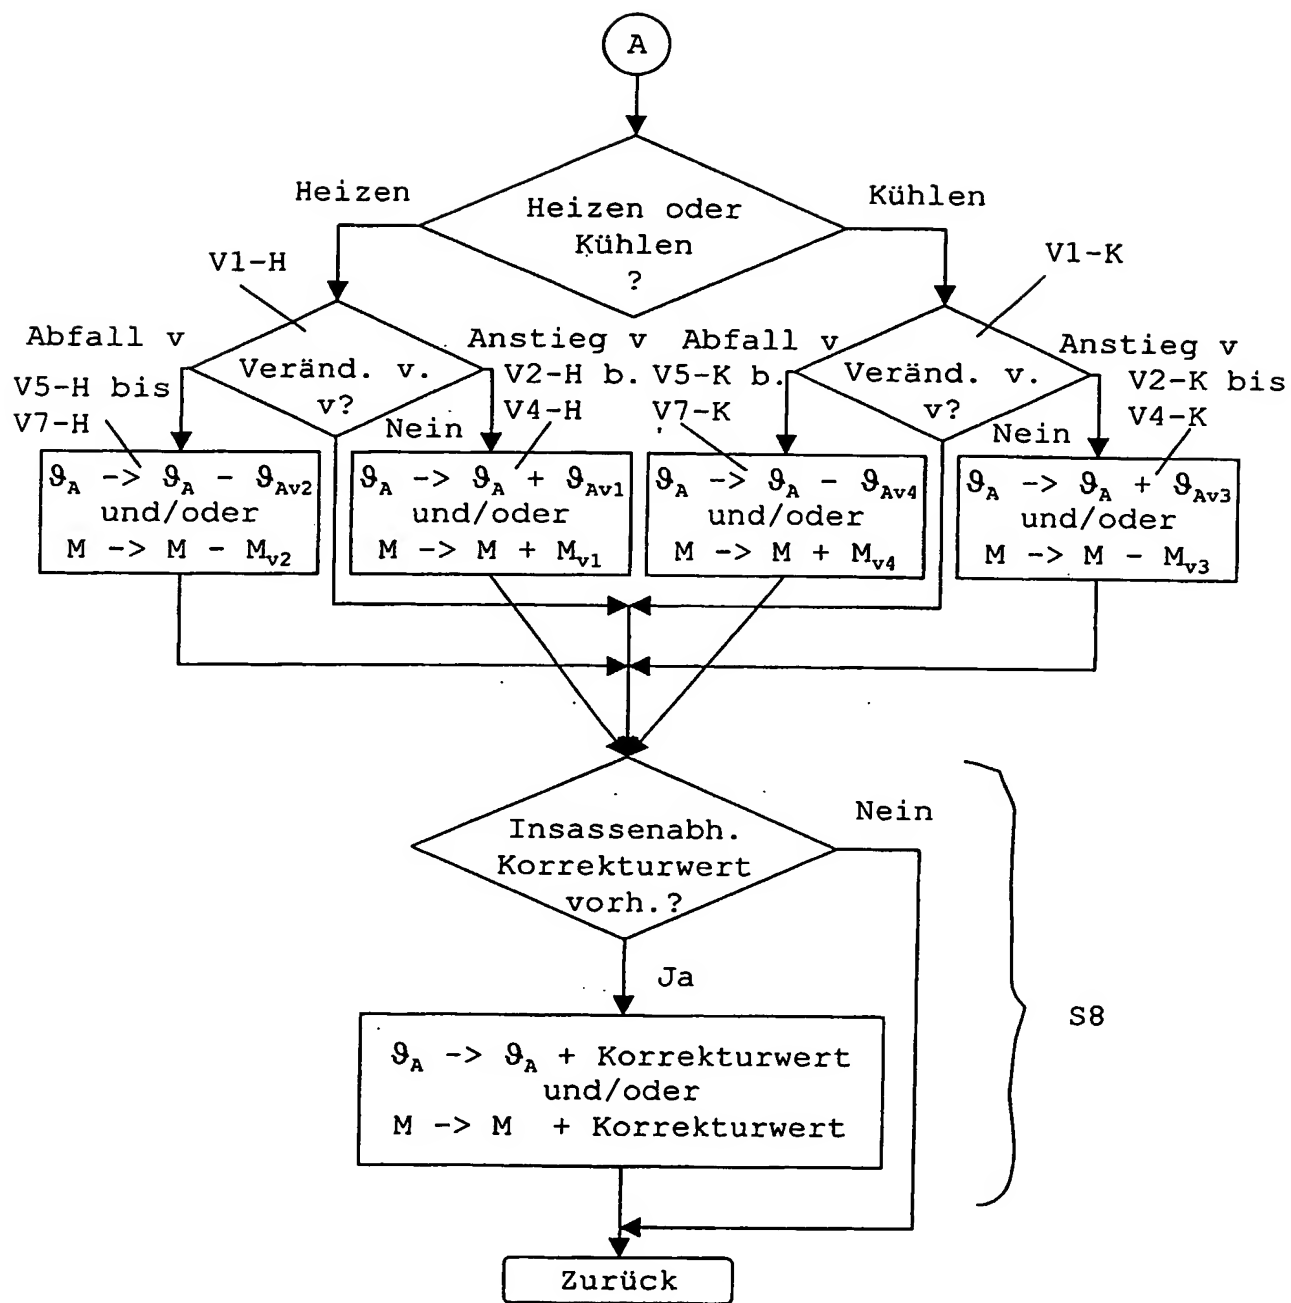 A
Heizen
Heizen oder
Kühlen
?
Kühlen
V1-H
V1-K
Abfall v
V5-H bis
V7-H
Veränd. v.
v?
Anstieg v
V2-H b.
V4-H
Nein
Abfall v
V5-K b.
V7-K
Veränd. v.
v?
Anstieg v
V2-K bis
V4-K
Nein
ϑA -> ϑA - ϑAv2
und/oder
M -> M - Mv2
ϑA -> ϑA + ϑAv1
und/oder
M -> M + Mv1
ϑA -> ϑA - ϑAv4
und/oder
M -> M + Mv4
ϑA -> ϑA + ϑAv3
und/oder
M -> M - Mv3
Insassenabh.
Korrekturwert
vorh.?
Nein
Ja
S8
ϑA -> ϑA + Korrekturwert
und/oder
M -> M + Korrekturwert
Zurück